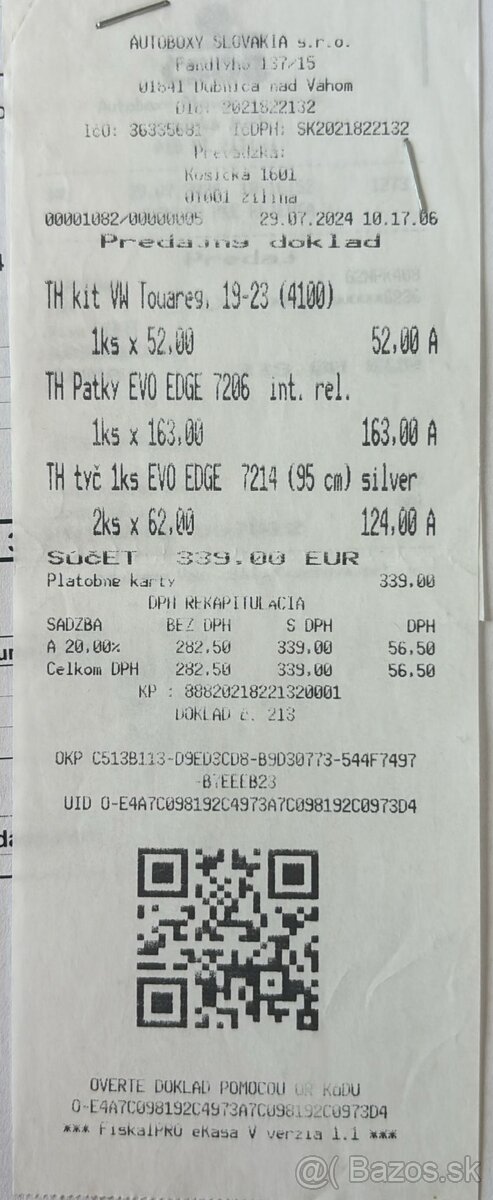 AUTOBOXY SLOVAKIA s.r.o.
137/15
01841 Dubnica nad Váhom
DIČ: 2021822132
IČO: 36335681 IČDPH: SK2021822132
Prevádzka:
Košická 1601
01001 Žilina
00001082/00000005 29.07.2024 10.17.06
Predajný doklad
TH kit VW Touareg, 19-23 (4100)
1ks x 52,00 52,00 A
TH Patky EVO EDGE 7206 int. rel.
1ks x 163,00 163,00 A
TH tyč 1ks EVO EDGE 7214 (95 cm) silver
2ks x 62,00 124,00 A
SúčET 339.00 EUR
Platobne karty 339,00
DPH REKAPITULACIA
SADZBA BEZ DPH S DPH DPH
A 20,00% 282,50 339,00 56,50
Celkom DPH 282,50 339,00 56,50
KP : 88820218221320001
DOKLAD č. 213
OKP C513B113-D9ED3CD8-B9D30773-544F7497
-B7EEEB23
UID O-E4A7C098192C4973A7C098192C0973D4
OVERTE DOKLAD POMOCOU QR KóDU
O-E4A7C098192C4973A7C098192C0973D4
*** FiskalPRO eKasa V verzia 1.1 ***
@( Bazos.sk